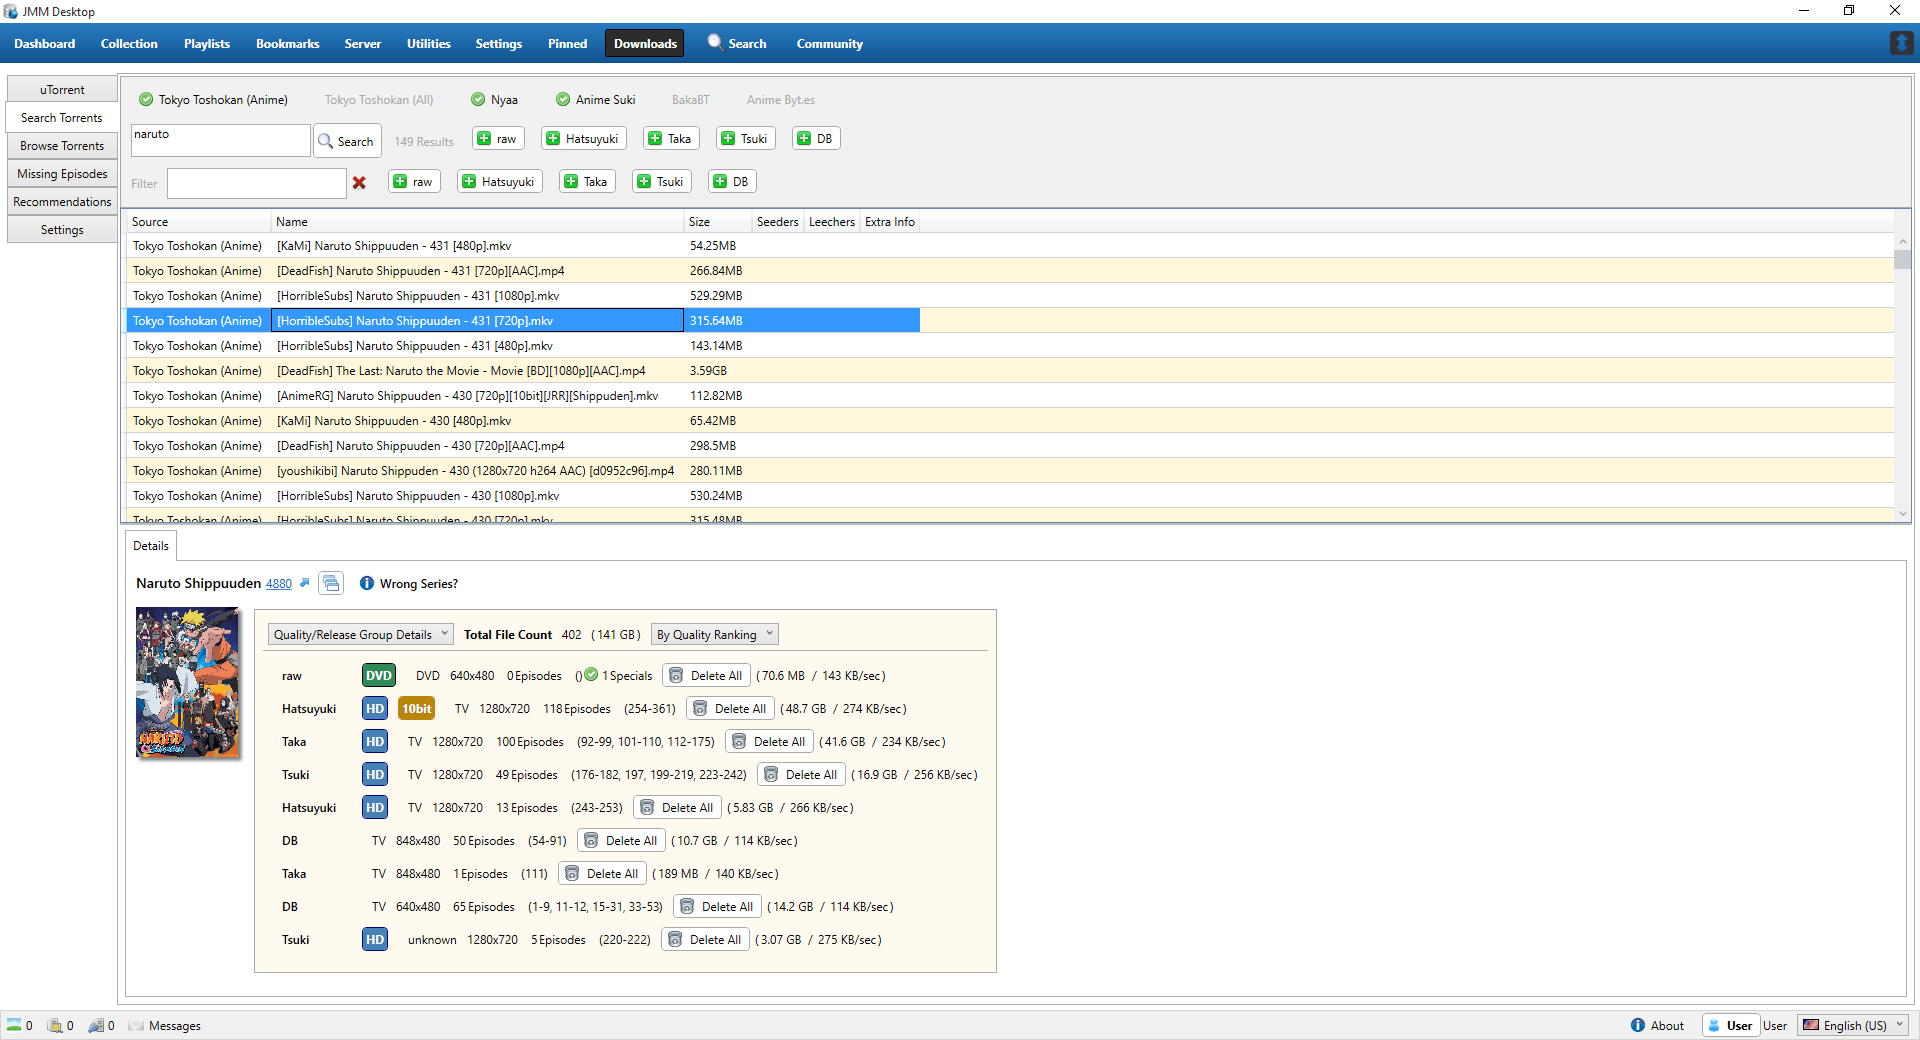 JMM Desktop
Dashboard Collection Playlists Bookmarks Server Utilities Settings Pinned Downloads Search Community
uTorrent
Search Torrents
Browse Torrents
Missing Episodes
Recommendations
Settings
Tokyo Toshokan (Anime) Tokyo Toshokan (All) Nyaa Anime Suki BakaBT Anime Byt.es
naruto Search 149 Results raw Hatsuyuki Taka Tsuki DB
Filter raw Hatsuyuki Taka Tsuki DB
Source Name Size Seeders Leechers Extra Info
Tokyo Toshokan (Anime) [KaMi] Naruto Shippuuden - 431 [480p].mkv 54.25MB
Tokyo Toshokan (Anime) [DeadFish] Naruto Shippuuden - 431 [720p][AAC].mp4 266.84MB
Tokyo Toshokan (Anime) [HorribleSubs] Naruto Shippuuden - 431 [1080p].mkv 529.29MB
Tokyo Toshokan (Anime) [HorribleSubs] Naruto Shippuuden - 431 [720p].mkv 315.64MB
Tokyo Toshokan (Anime) [HorribleSubs] Naruto Shippuuden - 431 [480p].mkv 143.14MB
Tokyo Toshokan (Anime) [DeadFish] The Last: Naruto the Movie - Movie [BD][1080p][AAC].mp4 3.59GB
Tokyo Toshokan (Anime) [AnimeRG] Naruto Shippuuden - 430 [720p][10bit][JRR][Shippuden].mkv 112.82MB
Tokyo Toshokan (Anime) [KaMi] Naruto Shippuuden - 430 [480p].mkv 65.42MB
Tokyo Toshokan (Anime) [DeadFish] Naruto Shippuuden - 430 [720p][AAC].mp4 298.5MB
Tokyo Toshokan (Anime) [youshikibi] Naruto Shippuden - 430 (1280x720 h264 AAC) [d0952c96].mp4 280.11MB
Tokyo Toshokan (Anime) [HorribleSubs] Naruto Shippuuden - 430 [1080p].mkv 530.24MB
Tokyo Toshokan (Anime) [HorribleSubs] Naruto Shippuuden - 430 [720p].mkv 315.48MB
Details
Naruto Shippuuden 4880 Wrong Series?
NARUTO
Quality/Release Group Details Total File Count 402 (141 GB) By Quality Ranking
raw DVD DVD 640x480 0 Episodes () 1 Specials Delete All (70.6 MB / 143 KB/sec)
Hatsuyuki HD 10bit TV 1280x720 118 Episodes (254-361) Delete All (48.7 GB / 274 KB/sec)
Taka HD TV 1280x720 100 Episodes (92-99, 101-110, 112-175) Delete All (41.6 GB / 234 KB/sec)
Tsuki HD TV 1280x720 49 Episodes (176-182, 197, 199-219, 223-242) Delete All (16.9 GB / 256 KB/sec)
Hatsuyuki HD TV 1280x720 13 Episodes (243-253) Delete All (5.83 GB / 266 KB/sec)
DB TV 848x480 50 Episodes (54-91) Delete All (10.7 GB / 114 KB/sec)
Taka TV 848x480 1 Episodes (111) Delete All (189 MB / 140 KB/sec)
DB TV 640x480 65 Episodes (1-9, 11-12, 15-31, 33-53) Delete All (14.2 GB / 114 KB/sec)
Tsuki HD unknown 1280x720 5 Episodes (220-222) Delete All (3.07 GB / 275 KB/sec)
0 0 0 Messages About User User English (US)